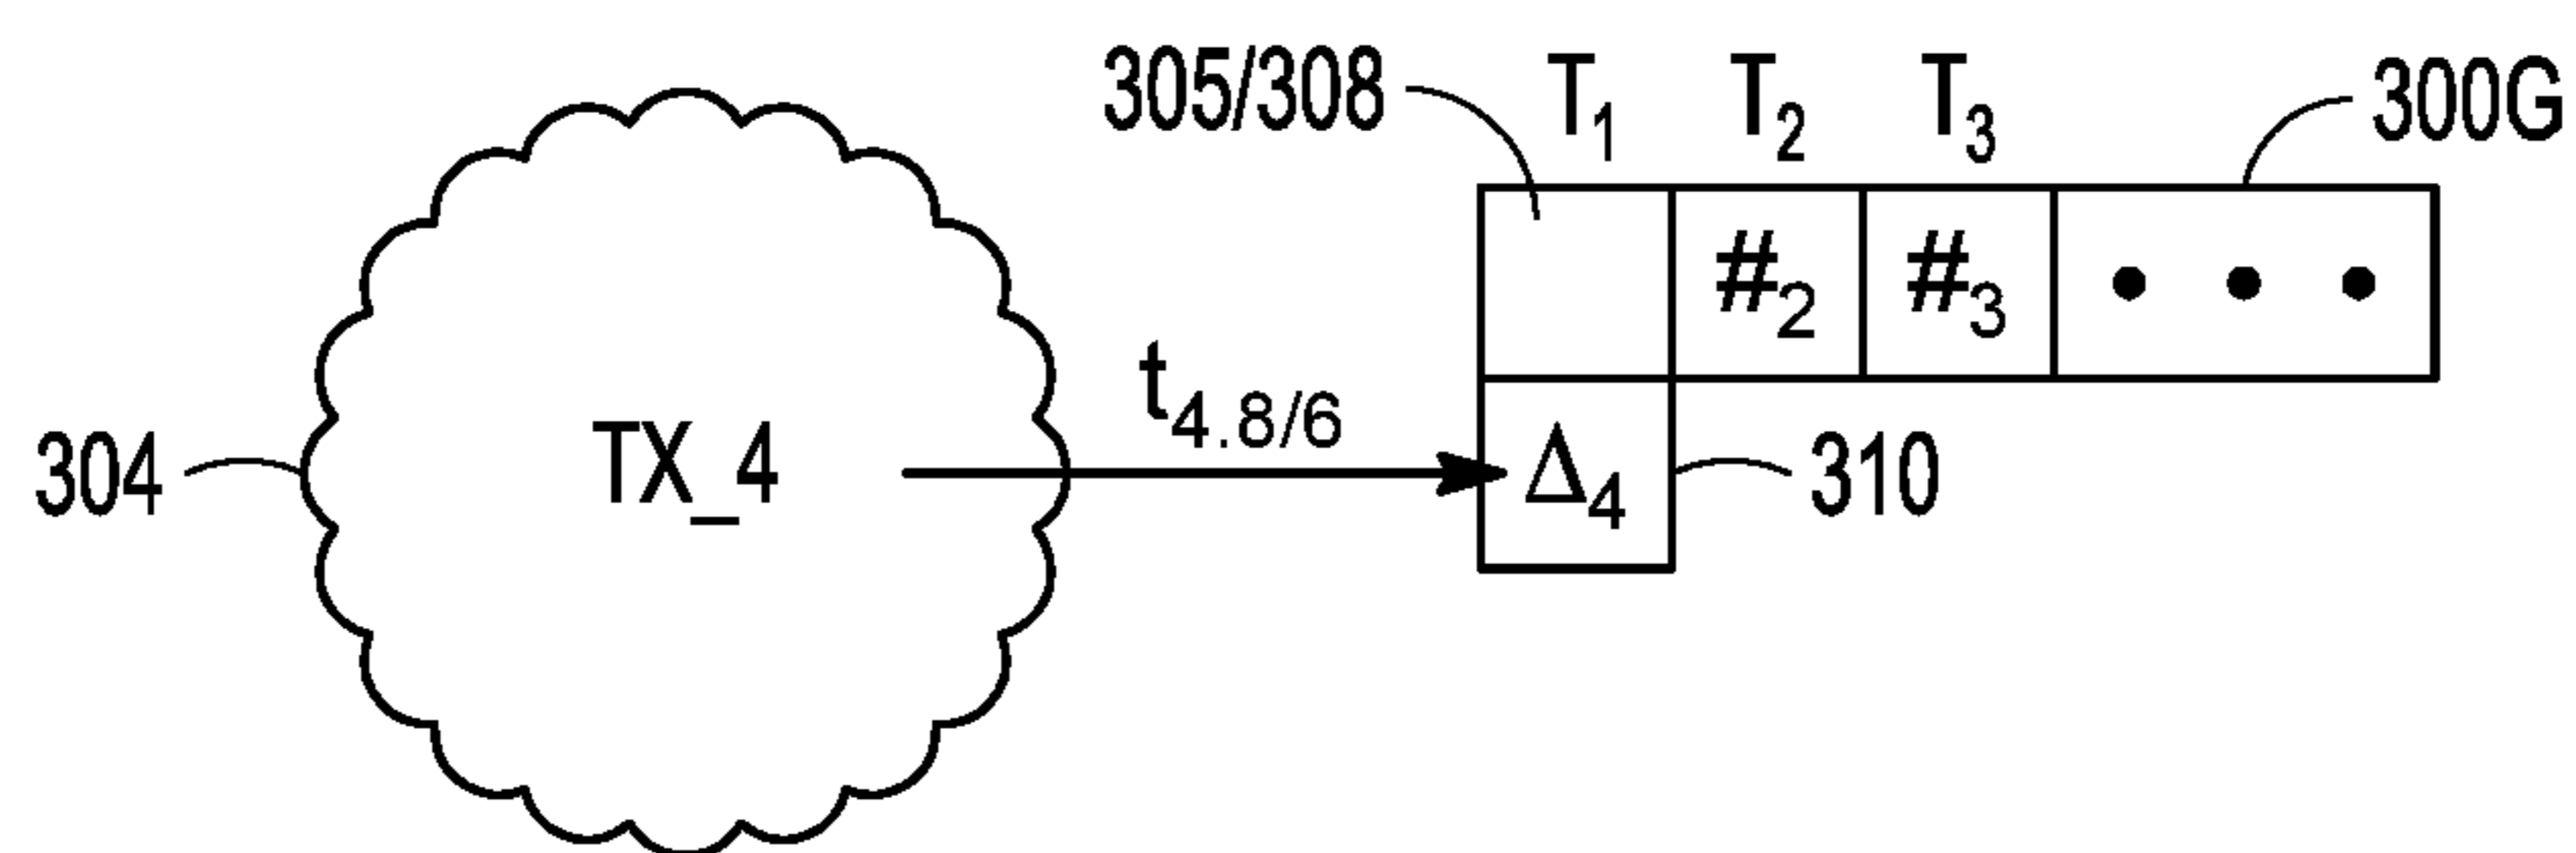 305/308 T1 T2 T3 300G
#2 #3 • • •
t4.8/6
304 TX_4 Δ4 310